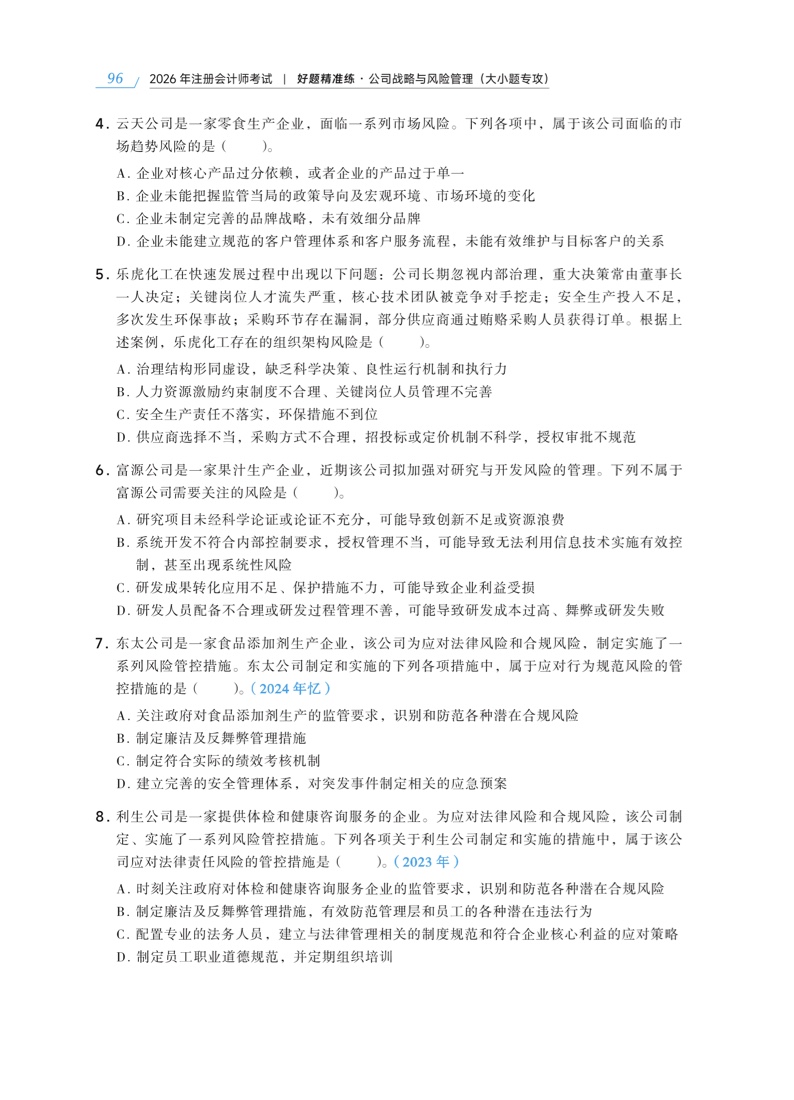 96 2026 年注册会计师考试 | 好题精准练·公司战略与风险管理（大小题专攻）
4. 云天公司是一家零食生产企业，面临一系列市场风险。下列各项中，属于该公司面临的市
场趋势风险的是（　　）。
A. 企业对核心产品过分依赖，或者企业的产品过于单一
B. 企业未能把握监管当局的政策导向及宏观环境、市场环境的变化
C. 企业未制定完善的品牌战略，未有效细分品牌
D. 企业未能建立规范的客户管理体系和客户服务流程，未能有效维护与目标客户的关系
5. 乐虎化工在快速发展过程中出现以下问题：公司长期忽视内部治理，重大决策常由董事长
一人决定；关键岗位人才流失严重，核心技术团队被竞争对手挖走；安全生产投入不足，
多次发生环保事故；采购环节存在漏洞，部分供应商通过贿赂采购人员获得订单。根据上
述案例，乐虎化工存在的组织架构风险是（　　）。
A. 治理结构形同虚设，缺乏科学决策、良性运行机制和执行力
B. 人力资源激励约束制度不合理、关键岗位人员管理不完善
C. 安全生产责任不落实，环保措施不到位
D. 供应商选择不当，采购方式不合理，招投标或定价机制不科学，授权审批不规范
6. 富源公司是一家果汁生产企业，近期该公司拟加强对研究与开发风险的管理。下列不属于
富源公司需要关注的风险是（　　）。
A. 研究项目未经科学论证或论证不充分，可能导致创新不足或资源浪费
B. 系统开发不符合内部控制要求，授权管理不当，可能导致无法利用信息技术实施有效控
制，甚至出现系统性风险
C. 研发成果转化应用不足、保护措施不力，可能导致企业利益受损
D. 研发人员配备不合理或研发过程管理不善，可能导致研发成本过高、舞弊或研发失败
7. 东太公司是一家食品添加剂生产企业，该公司为应对法律风险和合规风险，制定实施了一
系列风险管控措施。东太公司制定和实施的下列各项措施中，属于应对行为规范风险的管
控措施的是（　　）。（2024 年忆）
A. 关注政府对食品添加剂生产的监管要求，识别和防范各种潜在合规风险
B. 制定廉洁及反舞弊管理措施
C. 制定符合实际的绩效考核机制
D. 建立完善的安全管理体系，对突发事件制定相关的应急预案
8. 利生公司是一家提供体检和健康咨询服务的企业。为应对法律风险和合规风险，该公司制
定、实施了一系列风险管控措施。下列各项关于利生公司制定和实施的措施中，属于该公
司应对法律责任风险的管控措施是（　　）。（2023 年）
A. 时刻关注政府对体检和健康咨询服务企业的监管要求，识别和防范各种潜在合规风险
B. 制定廉洁及反舞弊管理措施，有效防范管理层和员工的各种潜在违法行为
C. 配置专业的法务人员，建立与法律管理相关的制度规范和符合企业核心利益的应对策略
D. 制定员工职业道德规范，并定期组织培训